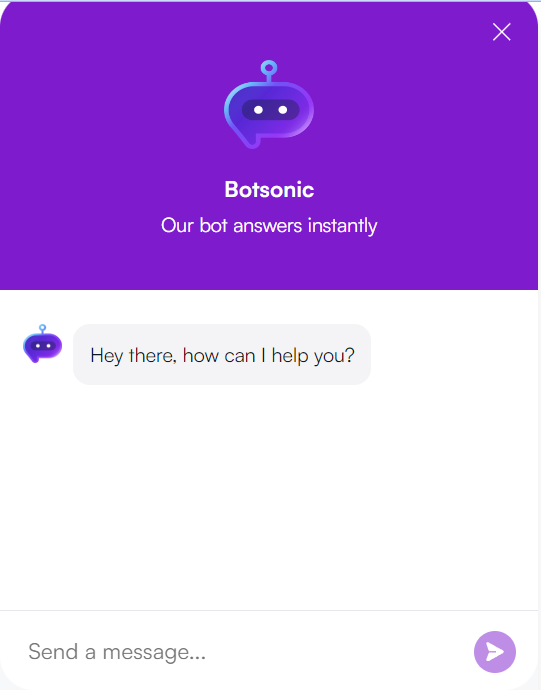 Botsonic
Our bot answers instantly
Hey there, how can I help you?
Send a message...